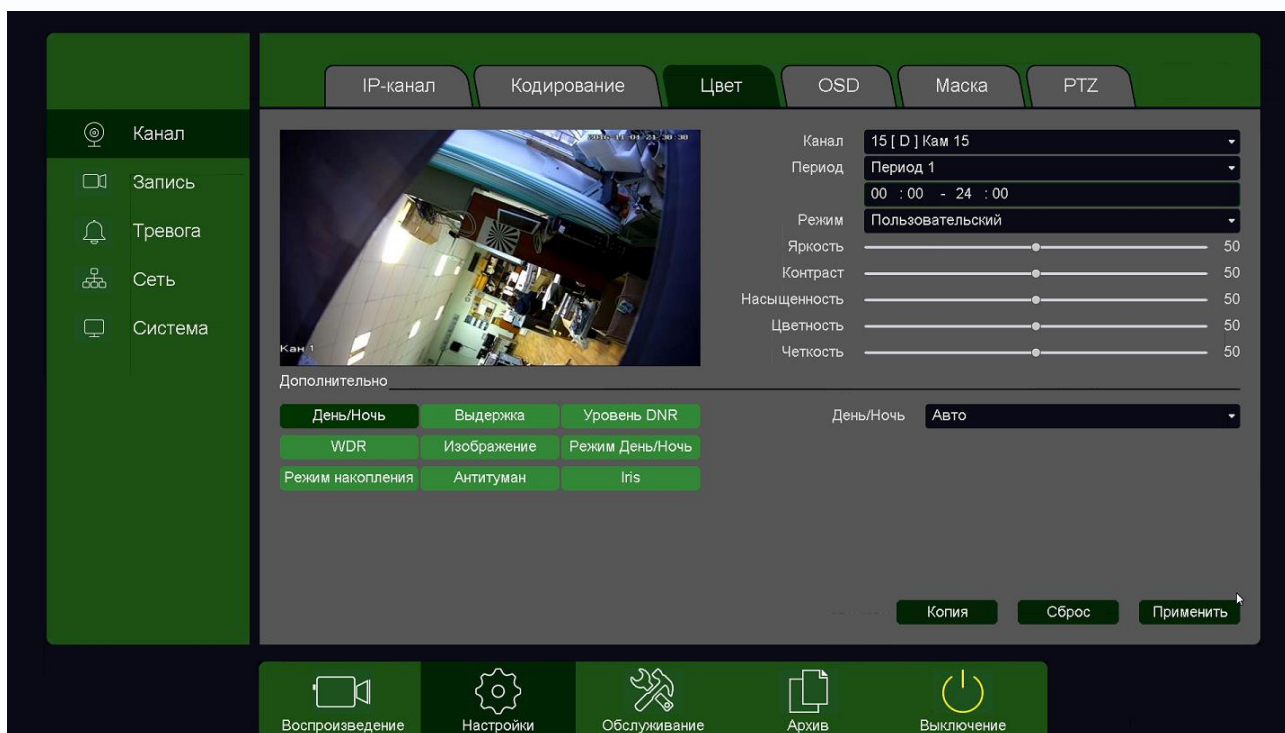 IP-канал Кодирование Цвет OSD Маска PTZ
Канал
Запись
Тревога
Сеть
Система
Кан 1
Канал 15 [ D ] Кам 15
Период Период 1
00 : 00 - 24 : 00
Режим Пользовательский
Яркость 50
Контраст 50
Насыщенность 50
Цветность 50
Четкость 50
Дополнительно
День/Ночь Выдержка Уровень DNR
WDR Изображение Режим День/Ночь
Режим накопления Антитуман Iris
День/Ночь Авто
Копия Сброс Применить
Воспроизведение Настройки Обслуживание Архив Выключение